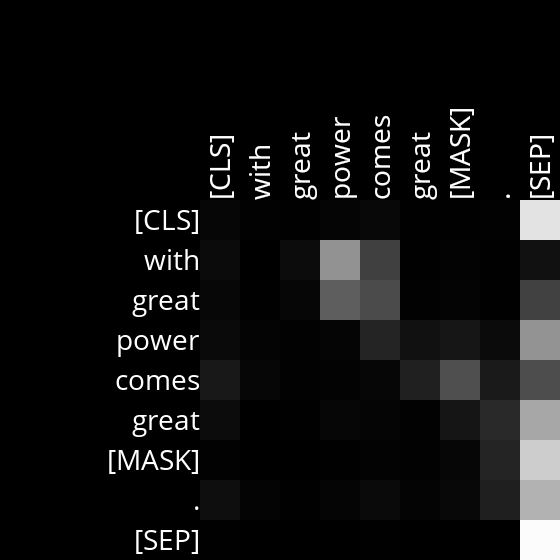 [CLS]
with
great
power
comes
great
[MASK]
.
[SEP]
[CLS]
with
great
power
comes
great
[MASK]
.
[SEP]